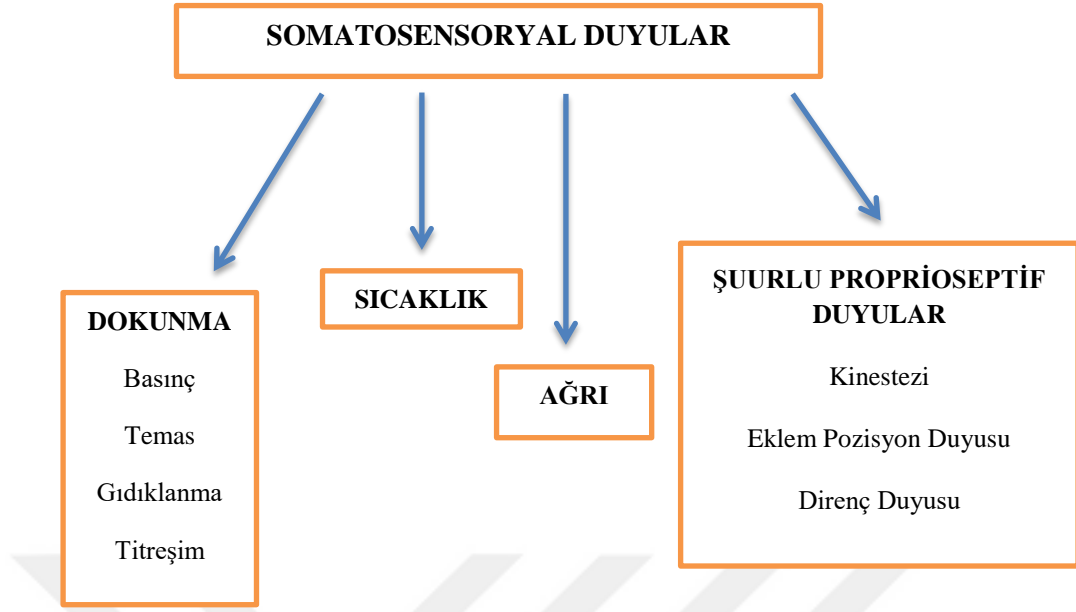 SOMATOSENSORYAL DUYULAR
DOKUNMA
Basınç
Temas
Gıdıklanma
Titreşim
SICAKLIK
AĞRI
ŞUURLU PROPRİOSEPTİF
DUYULAR
Kinestezi
Eklem Pozisyon Duyusu
Direnç Duyusu